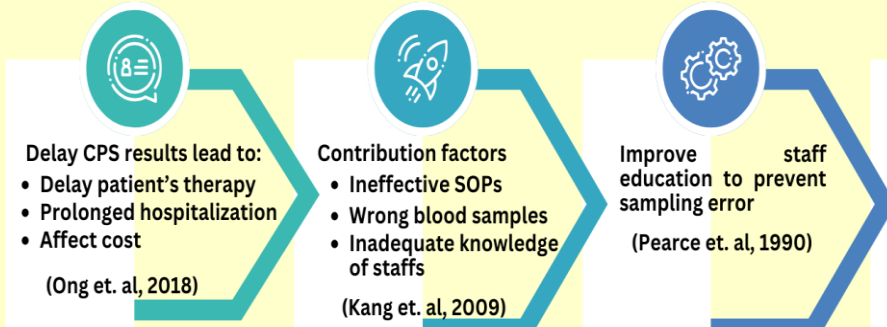 Delay CPS results lead to:
• Delay patient's therapy
• Prolonged hospitalization
• Affect cost
(Ong et. al, 2018)
Contribution factors
• Ineffective SOPs
• Wrong blood samples
• Inadequate knowledge
of staffs
(Kang et. al, 2009)
Improve staff
education to prevent
sampling error
(Pearce et. al, 1990)